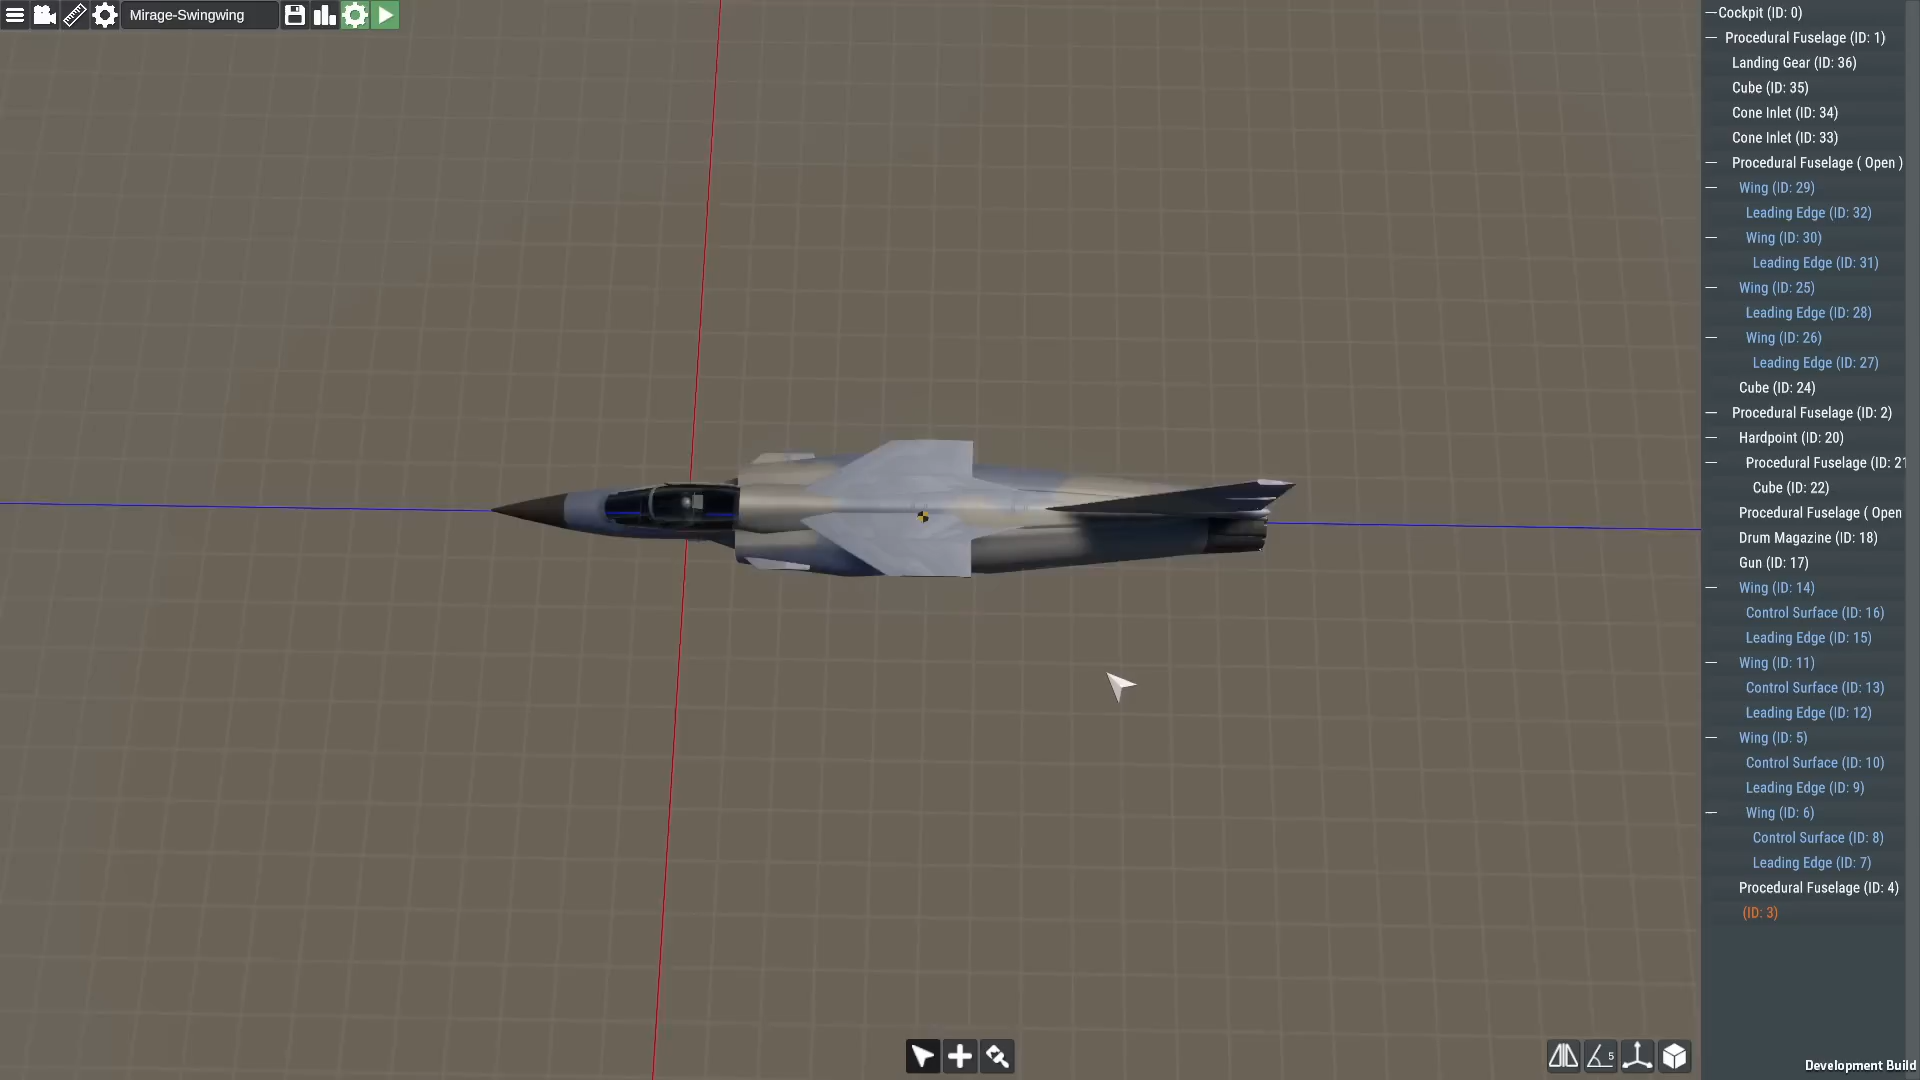 Mirage-Swingwing
Cockpit (ID: 0)
Procedural Fuselage (ID: 1)
Landing Gear (ID: 36)
Cube (ID: 35)
Cone Inlet (ID: 34)
Cone Inlet (ID: 33)
Procedural Fuselage ( Open )
Wing (ID: 29)
Leading Edge (ID: 32)
Wing (ID: 30)
Leading Edge (ID: 31)
Wing (ID: 25)
Leading Edge (ID: 28)
Wing (ID: 26)
Leading Edge (ID: 27)
Cube (ID: 24)
Procedural Fuselage (ID: 2)
Hardpoint (ID: 20)
Procedural Fuselage (ID: 21
Cube (ID: 22)
Procedural Fuselage ( Open
Drum Magazine (ID: 18)
Gun (ID: 17)
Wing (ID: 14)
Control Surface (ID: 16)
Leading Edge (ID: 15)
Wing (ID: 11)
Control Surface (ID: 13)
Leading Edge (ID: 12)
Wing (ID: 5)
Control Surface (ID: 10)
Leading Edge (ID: 9)
Wing (ID: 6)
Control Surface (ID: 8)
Leading Edge (ID: 7)
Procedural Fuselage (ID: 4)
(ID: 3)
5
Development Build